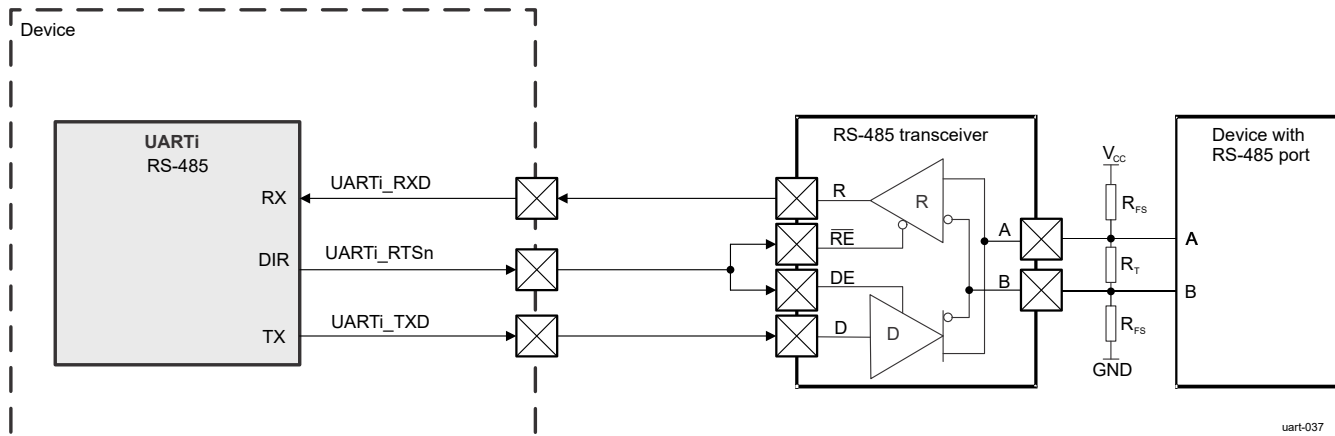 Device
UARTi
RS-485
RX
UARTi_RXD
DIR
UARTi_RTSn
TX
UARTi_TXD
RS-485 transceiver
R
R
RE
DE
D
D
A
B
VCC
RFS
RT
RFS
GND
Device with
RS-485 port
A
B
uart-037